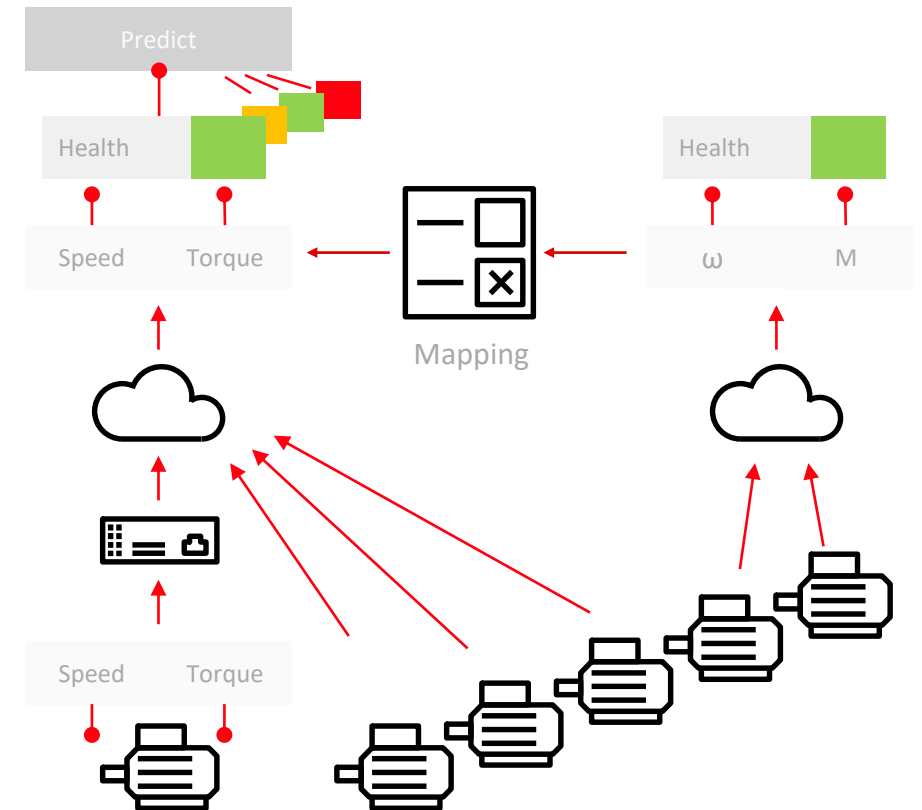 Predict
Health
Health
Speed Torque
ω M
Mapping
Speed Torque